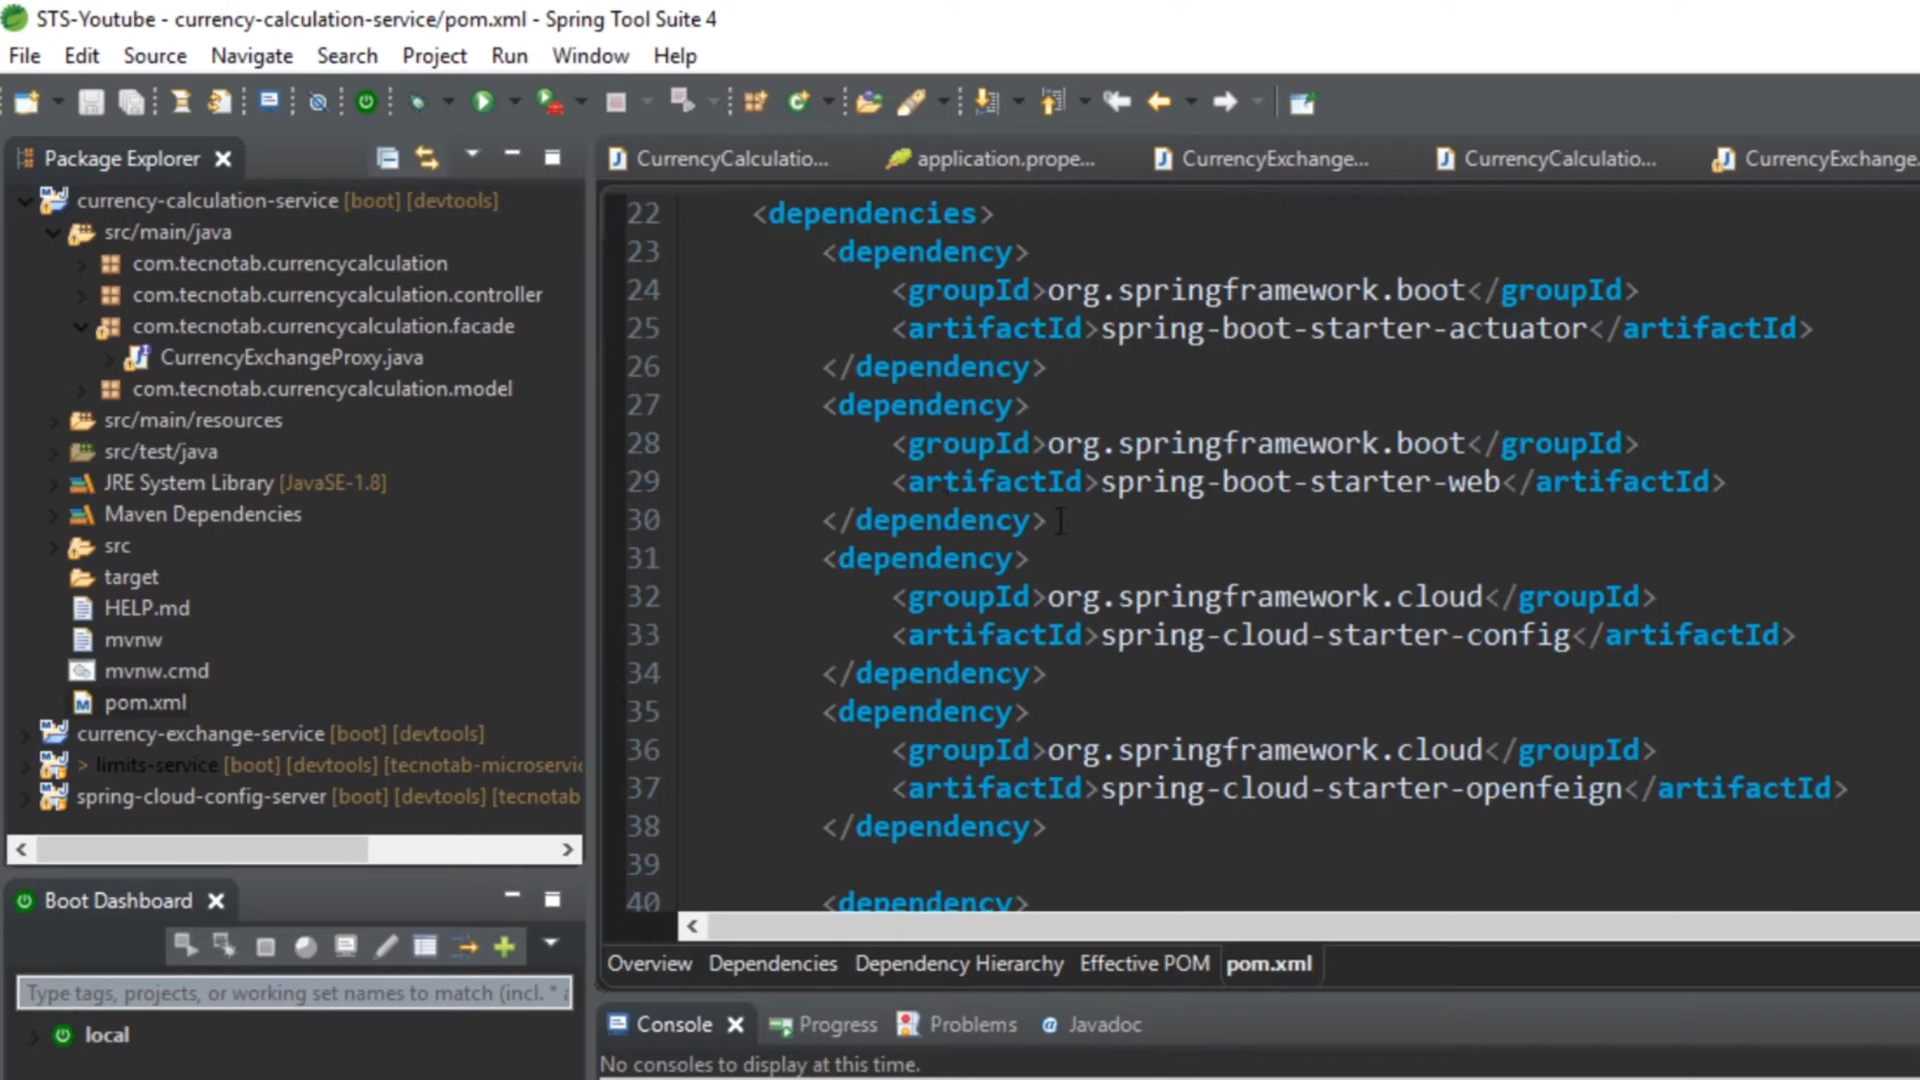 STS-Youtube - currency-calculation-service/pom.xml - Spring Tool Suite 4
File Edit Source Navigate Search Project Run Window Help
Package Explorer
currency-calculation-service [boot] [devtools]
src/main/java
com.tecnotab.currencycalculation
com.tecnotab.currencycalculation.controller
com.tecnotab.currencycalculation.facade
CurrencyExchangeProxy.java
com.tecnotab.currencycalculation.model
src/main/resources
src/test/java
JRE System Library [JavaSE-1.8]
Maven Dependencies
src
target
HELP.md
mvnw
mvnw.cmd
pom.xml
currency-exchange-service [boot] [devtools]
> limits-service [boot] [devtools] [tecnotab-microservic
spring-cloud-config-server [boot] [devtools] [tecnotab
Boot Dashboard
Type tags, projects, or working set names to match (incl. * a
local
CurrencyCalculatio... application.prope... CurrencyExchange... CurrencyCalculatio... CurrencyExchange.
22 <dependencies>
23 <dependency>
24 <groupId>org.springframework.boot</groupId>
25 <artifactId>spring-boot-starter-actuator</artifactId>
26 </dependency>
27 <dependency>
28 <groupId>org.springframework.boot</groupId>
29 <artifactId>spring-boot-starter-web</artifactId>
30 </dependency>
31 <dependency>
32 <groupId>org.springframework.cloud</groupId>
33 <artifactId>spring-cloud-starter-config</artifactId>
34 </dependency>
35 <dependency>
36 <groupId>org.springframework.cloud</groupId>
37 <artifactId>spring-cloud-starter-openfeign</artifactId>
38 </dependency>
39
40 <dependency>
Overview Dependencies Dependency Hierarchy Effective POM pom.xml
Console Progress Problems Javadoc
No consoles to display at this time.